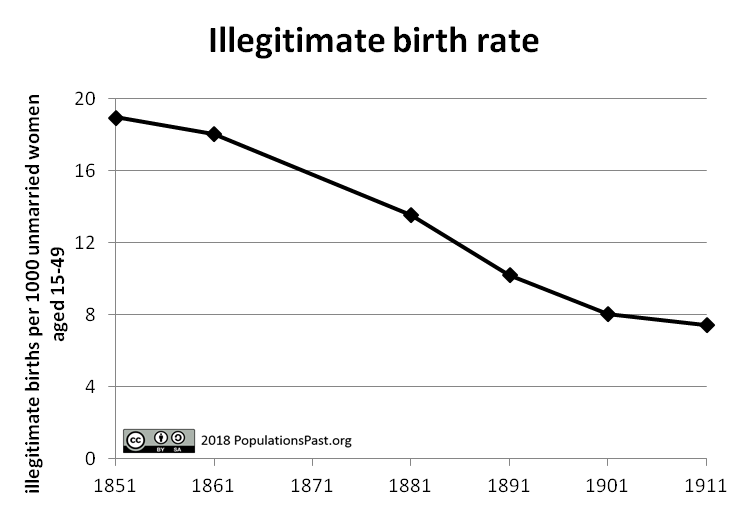 Illegitimate birth rate
illegitimate births per 1000 unmarried women
aged 15-49
20
16
12
8
4
0
cc
BY SA
2018 PopulationsPast.org
1851 1861 1871 1881 1891 1901 1911